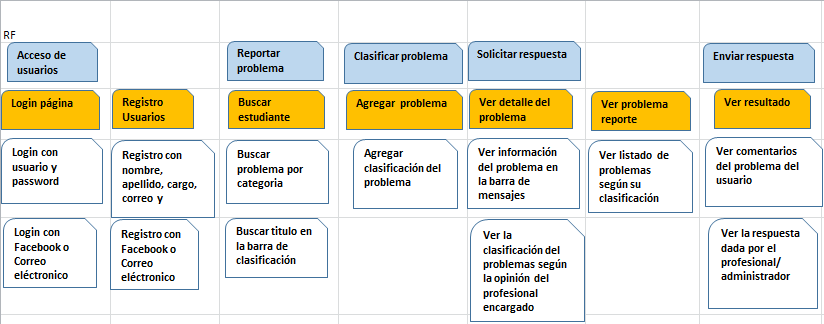 RF
Acceso de
usuarios
Reportar
problema
Clasificar problema
Solicitar respuesta
Enviar respuesta
Login página
Registro
Usuarios
Buscar
estudiante
Agregar problema
Ver detalle del
problema
Ver problema
reporte
Ver resultado
Login con
usuario y
password
Registro con
nombre,
apellido, cargo,
correo y
Buscar
problema por
categoria
Agregar
clasificación del
problema
Ver información
del problema en
la barra de
mensajes
Ver listado de
problemas
según su
clasificación
Ver comentarios
del problema del
usuario
Login con
Facebook o
Correo
eléctronico
Registro con
Facebook o
Correo
eléctronico
Buscar titulo en
la barra de
clasificación
Ver la
clasificación del
problemas según
la opinión del
profesional
encargado
Ver la respuesta
dada por el
profesional/
administrador